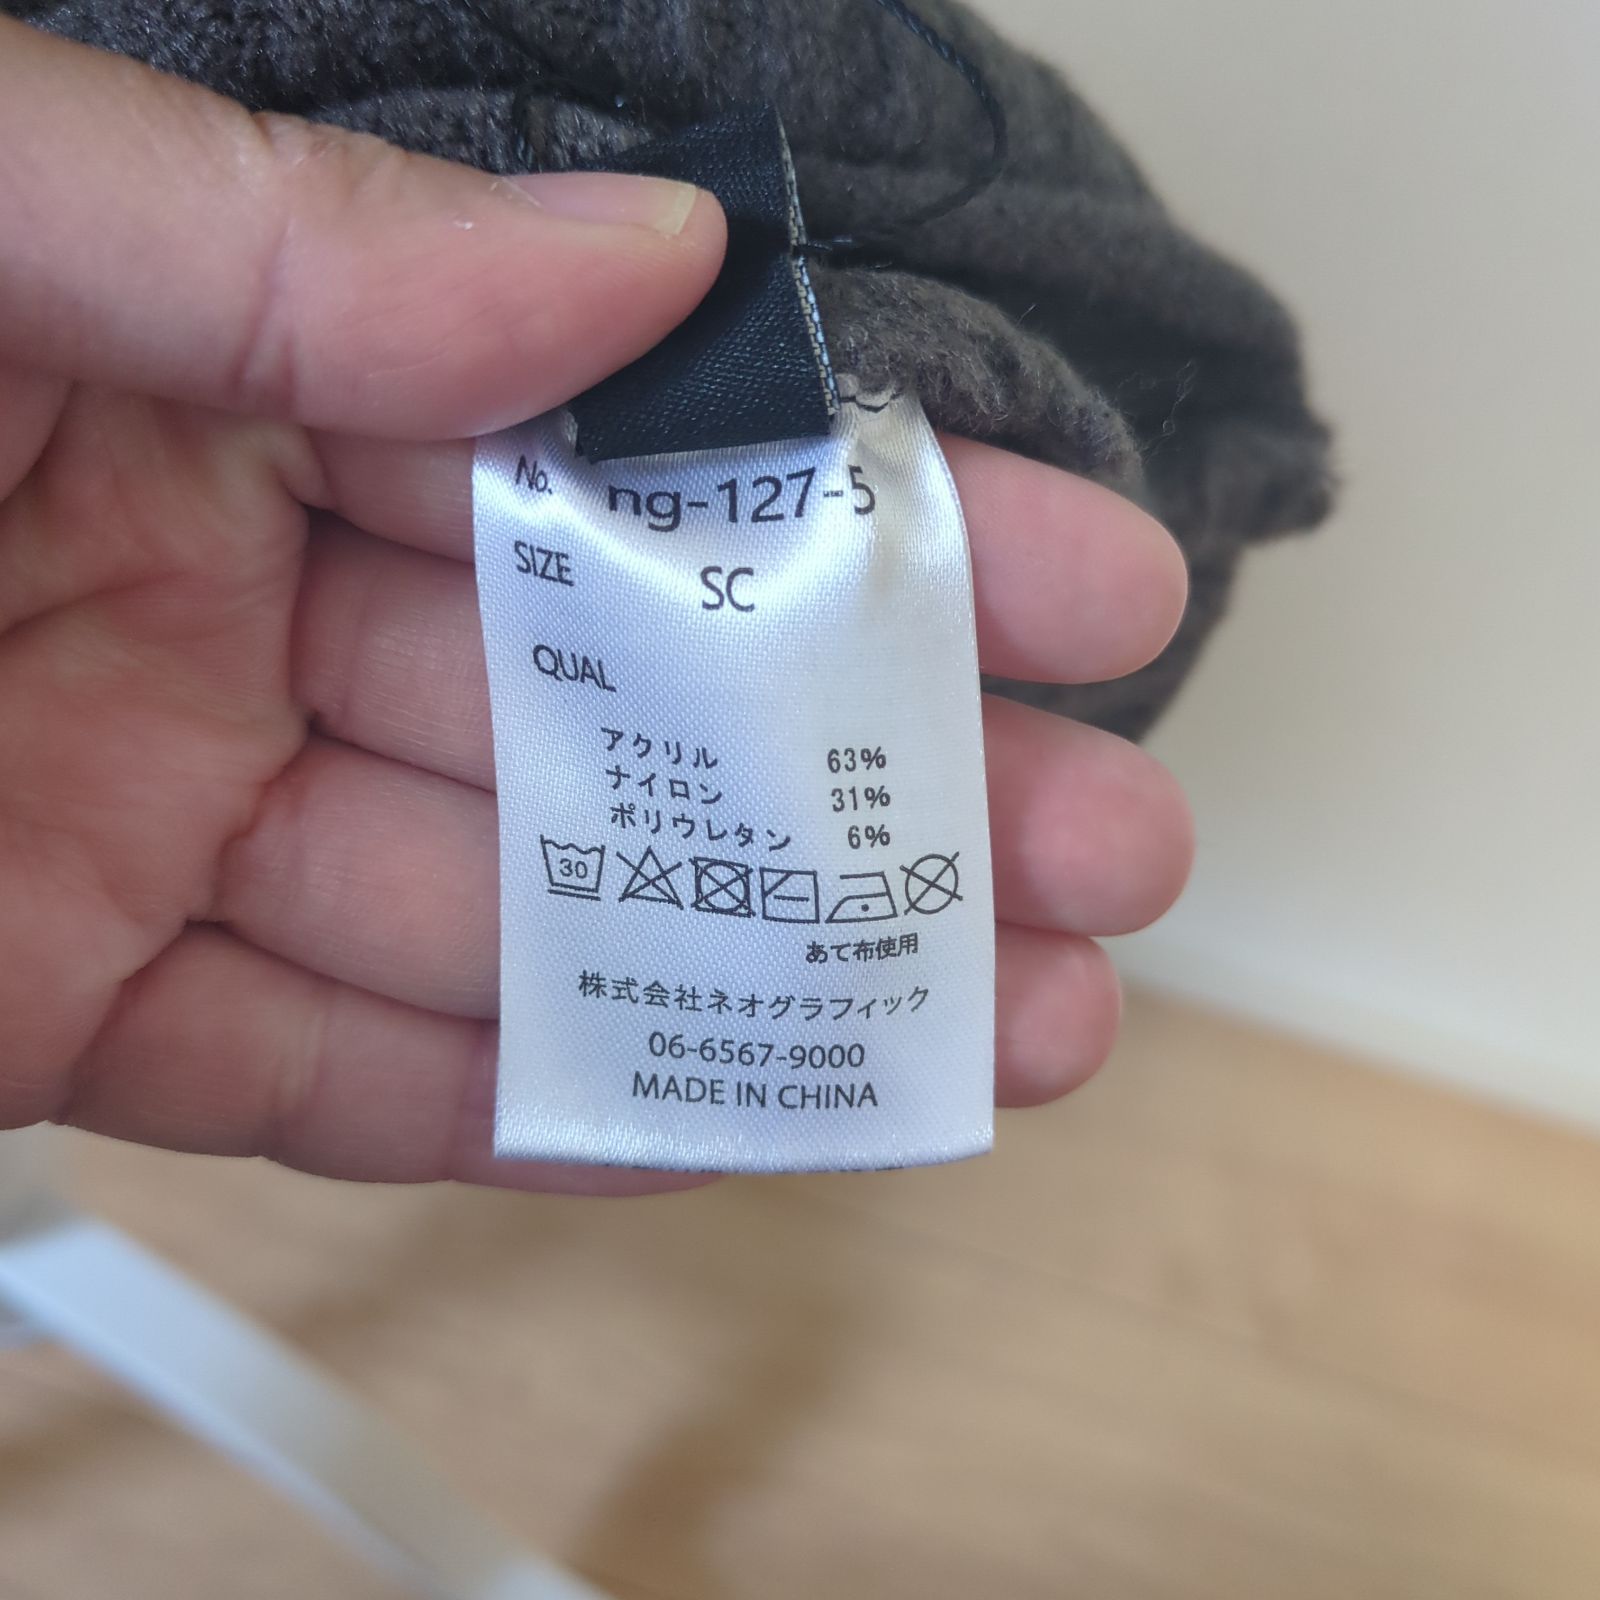 No. ng-127-5
SIZE SC
QUAL
アクリル 63%
ナイロン 31%
ポリウレタン 6%
30
あて布使用
株式会社ネオグラフィック
06-6567-9000
MADE IN CHINA